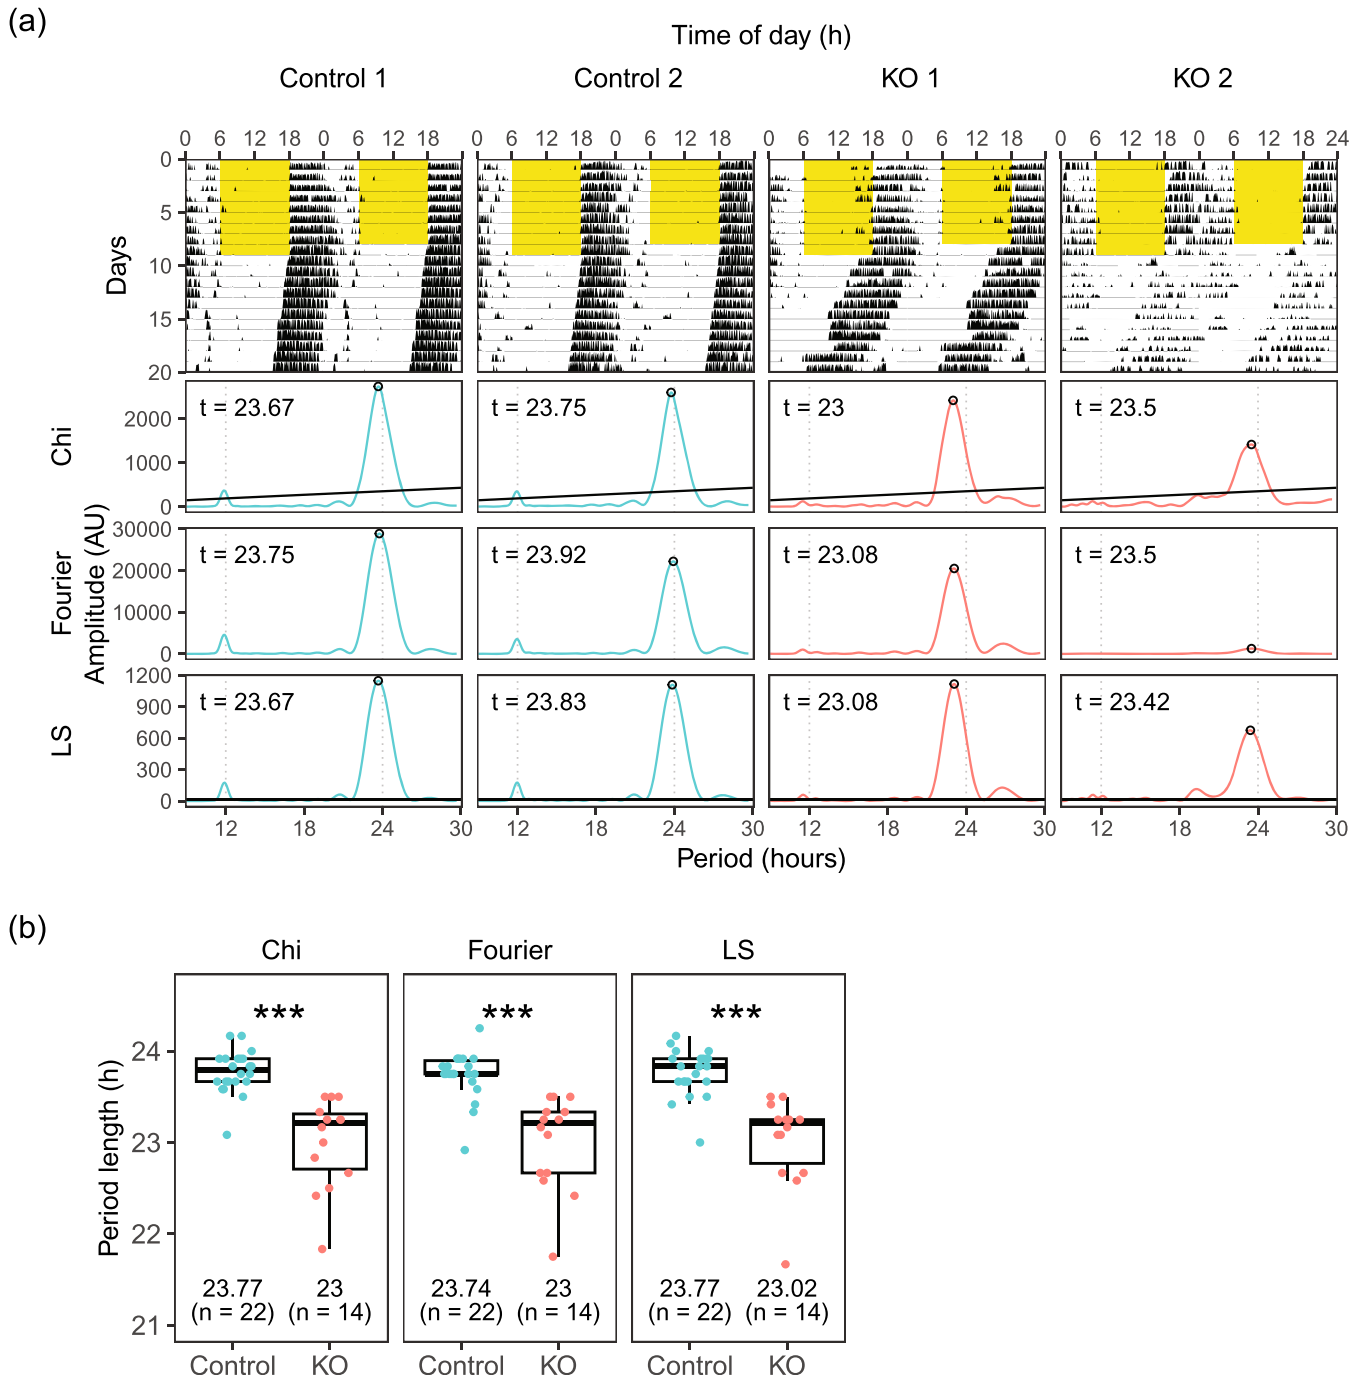 (a)
Time of day (h)
Control 1 Control 2 KO 1 KO 2
0 6 12 18 0 6 12 18 0 6 12 18 0 6 12 18 0 6 12 18 0 6 12 18 0 6 12 18 0 6 12 18 24
Days
0
5
10
15
20
Chi
2000
1000
0
t = 23.67 t = 23.75 t = 23 t = 23.5
Fourier
Amplitude (AU)
30000
20000
10000
0
t = 23.75 t = 23.92 t = 23.08 t = 23.5
LS
1200
900
600
300
0
t = 23.67 t = 23.83 t = 23.08 t = 23.42
12 18 24 30 12 18 24 30 12 18 24 30 12 18 24 30
Period (hours)
(b)
Chi Fourier LS
*** *** ***
Period length (h)
24
23
22
21
23.77 23 23.74 23 23.77 23.02
(n = 22) (n = 14) (n = 22) (n = 14) (n = 22) (n = 14)
Control KO Control KO Control KO